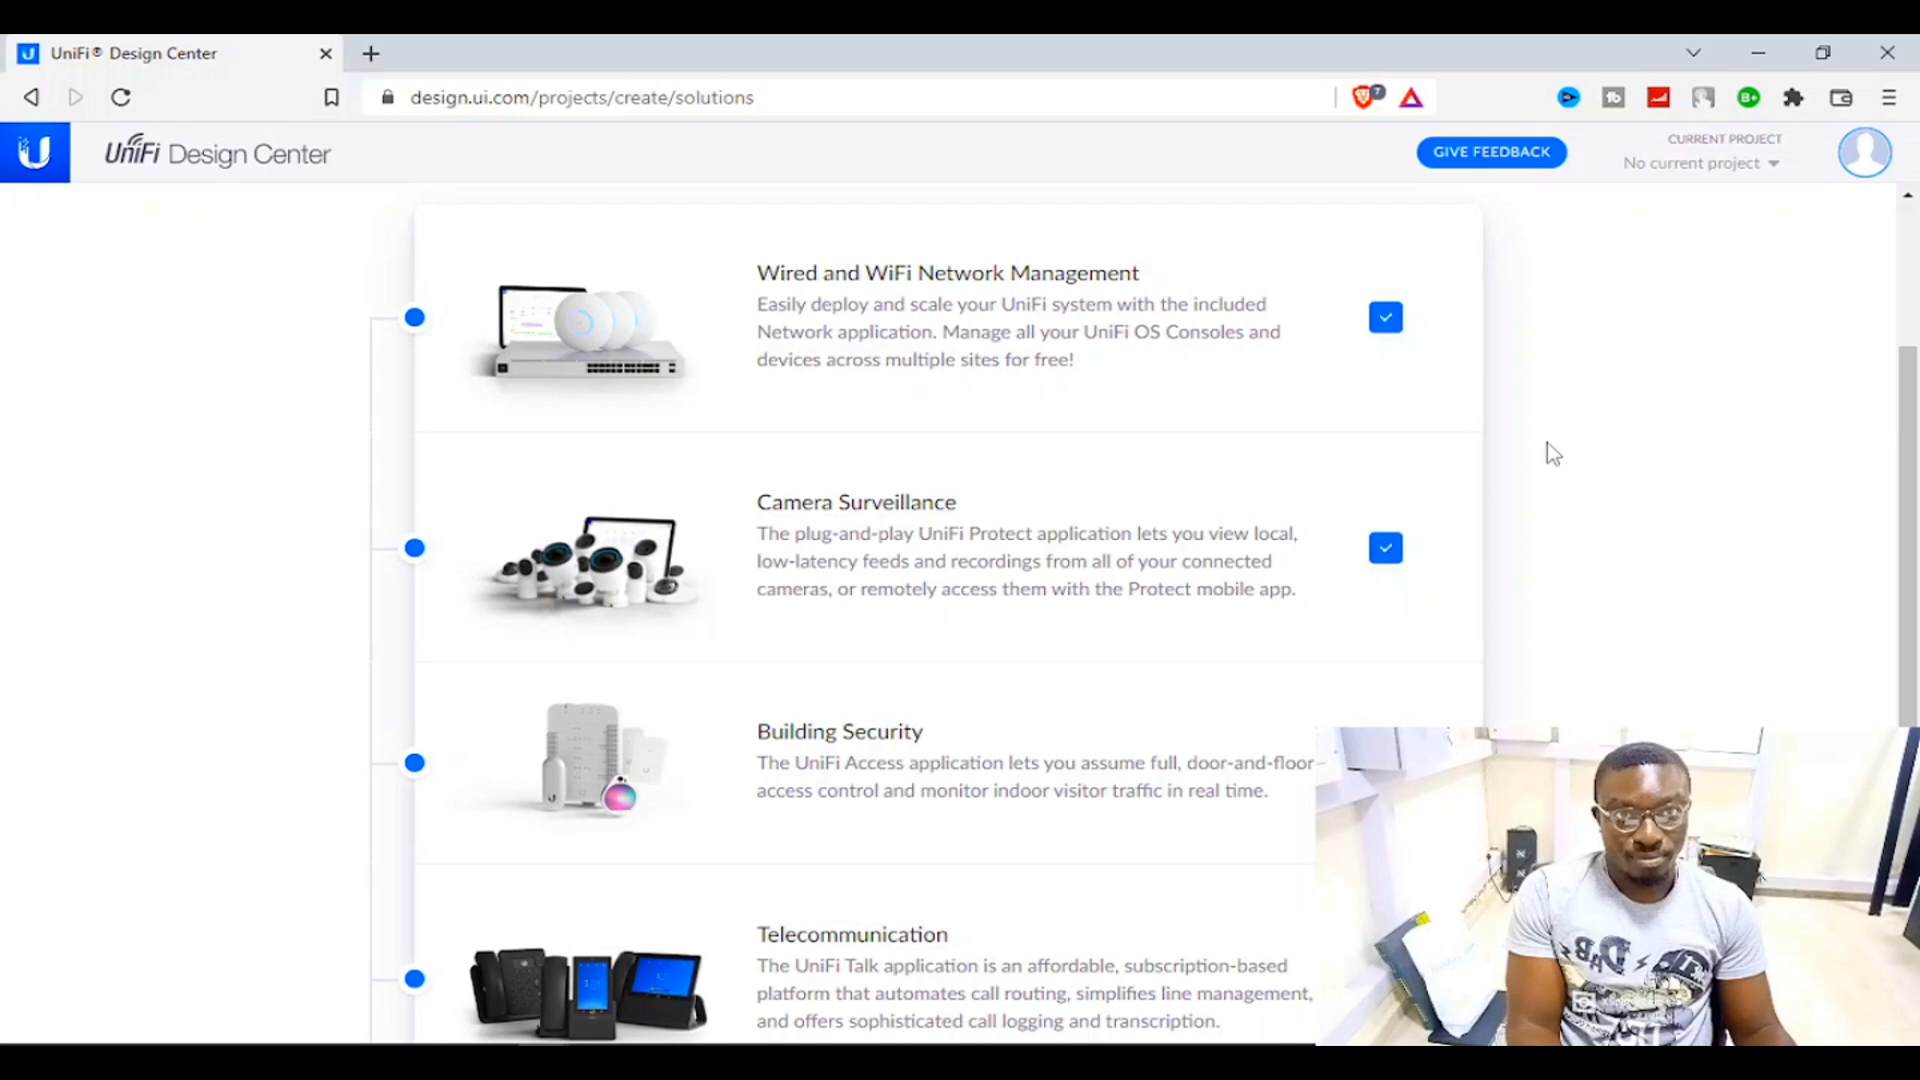 UniFi® Design Center
design.ui.com/projects/create/solutions
7
UniFi Design Center
GIVE FEEDBACK
CURRENT PROJECT
No current project
Wired and WiFi Network Management
Easily deploy and scale your UniFi system with the included
Network application. Manage all your UniFi OS Consoles and
devices across multiple sites for free!
Camera Surveillance
The plug-and-play UniFi Protect application lets you view local,
low-latency feeds and recordings from all of your connected
cameras, or remotely access them with the Protect mobile app.
Building Security
The UniFi Access application lets you assume full, door-and-floor
access control and monitor indoor visitor traffic in real time.
Telecommunication
The UniFi Talk application is an affordable, subscription-based
platform that automates call routing, simplifies line management,
and offers sophisticated call logging and transcription.
DAB